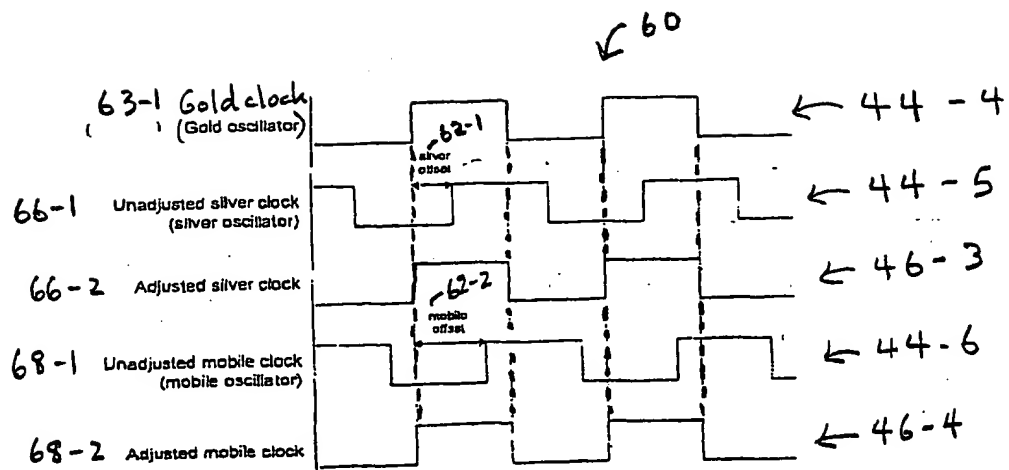 60
63-1 Gold clock
(Gold oscillator)
44-4
62-1
silver
offset
66-1 Unadjusted silver clock
(silver oscillator)
44-5
66-2 Adjusted silver clock
46-3
62-2
mobile
offset
68-1 Unadjusted mobile clock
(mobile oscillator)
44-6
68-2 Adjusted mobile clock
46-4